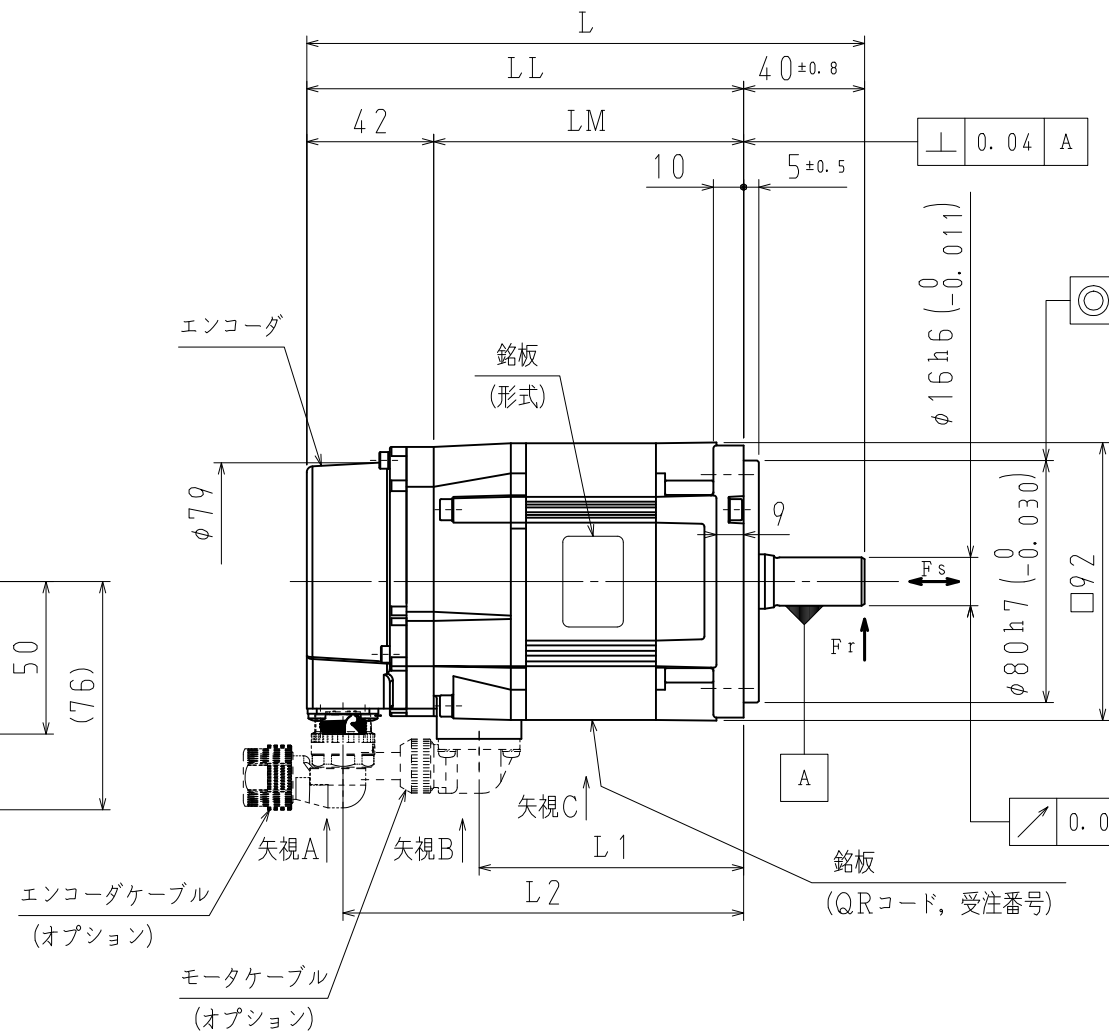 L
LL
40±0.8
42
LM
⊥ 0.04 A
10
5±0.5
φ16h6 ( 0 -0.011)
◎
エンコーダ
銘板
(形式)
φ79
9
φ80h7 ( 0 -0.030)
□92
Fs
Fr
50
(76)
A
矢視A
矢視B
矢視C
L1
↗ 0.0
銘板
(QRコード, 受注番号)
L2
エンコーダケーブル
(オプション)
モータケーブル
(オプション)